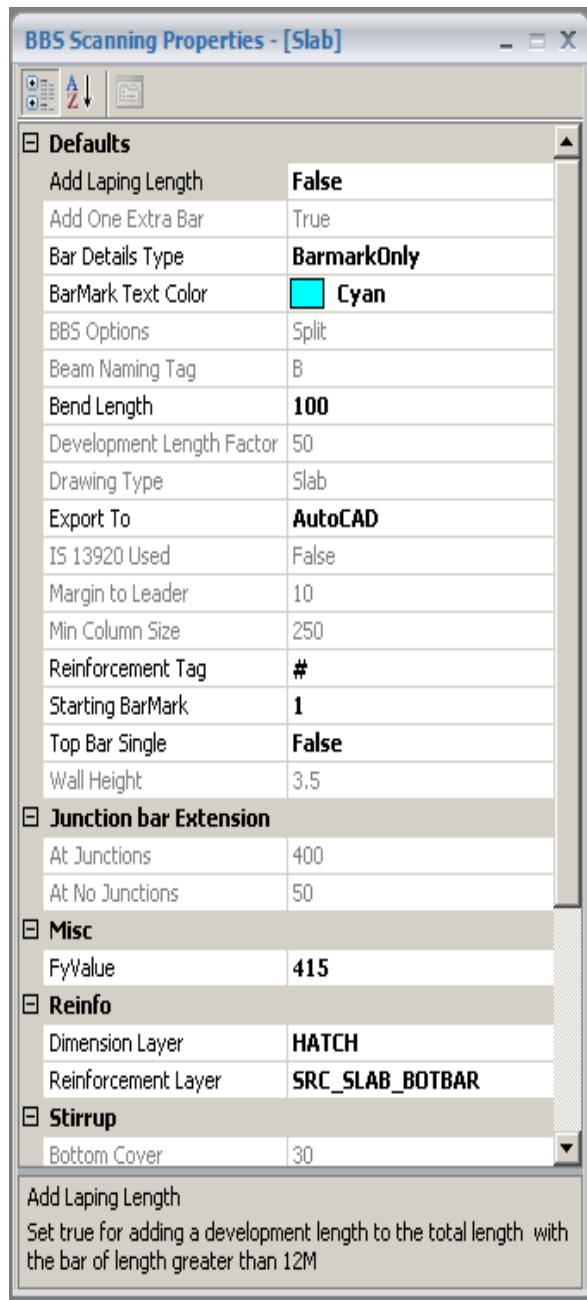 BBS Scanning Properties - [Slab]
Defaults
Add Laping Length False
Add One Extra Bar True
Bar Details Type BarmarkOnly
BarMark Text Color Cyan
BBS Options Split
Beam Naming Tag B
Bend Length 100
Development Length Factor 50
Drawing Type Slab
Export To AutoCAD
IS 13920 Used False
Margin to Leader 10
Min Column Size 250
Reinforcement Tag #
Starting BarMark 1
Top Bar Single False
Wall Height 3.5
Junction bar Extension
At Junctions 400
At No Junctions 50
Misc
FyValue 415
Reinfo
Dimension Layer HATCH
Reinforcement Layer SRC_SLAB_BOTBAR
Stirrup
Bottom Cover 30
Add Laping Length
Set true for adding a development length to the total length with
the bar of length greater than 12M